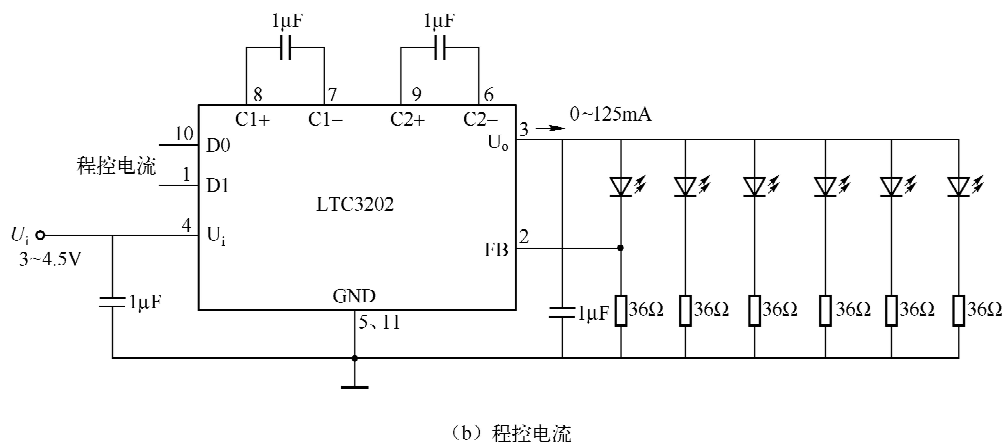 1μF 1μF
8 7 9 6
C1+ C1− C2+ C2−
3 0~125mA
10 D0 Uo
程控电流
1 D1
LTC3202
4 Ui
Ui
3~4.5V
2
FB
1μF
GND
5、11
1μF 36Ω 36Ω 36Ω 36Ω 36Ω 36Ω
(b) 程控电流